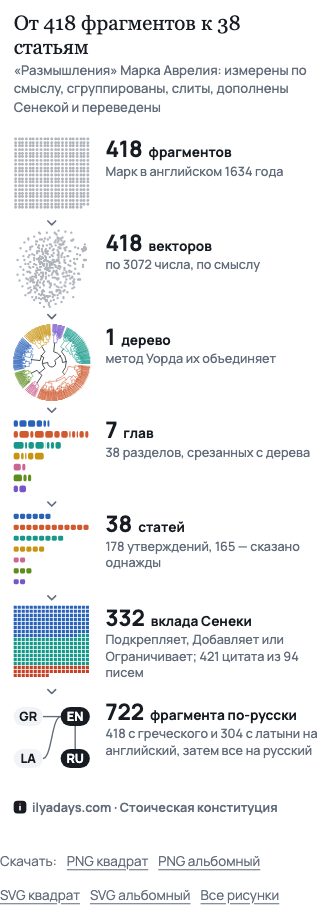 От 418 фрагментов к 38
статьям
«Размышления» Марка Аврелия: измерены по
смыслу, сгруппированы, слиты, дополнены
Сенекой и переведены
418 фрагментов
Марк в английском 1634 года
418 векторов
по 3072 числа, по смыслу
1 дерево
метод Уорда их объединяет
7 глав
38 разделов, срезанных с дерева
38 статей
178 утверждений, 165 — сказано
однажды
332 вклада Сенеки
Подкрепляет, Добавляет или
Ограничивает; 421 цитата из 94
писем
GR EN
LA RU
722 фрагмента по-русски
418 с греческого и 304 с латыни на
английский, затем все на русский
i ilyadays.com · Стоическая конституция
Скачать: PNG квадрат PNG альбомный
SVG квадрат SVG альбомный Все рисунки